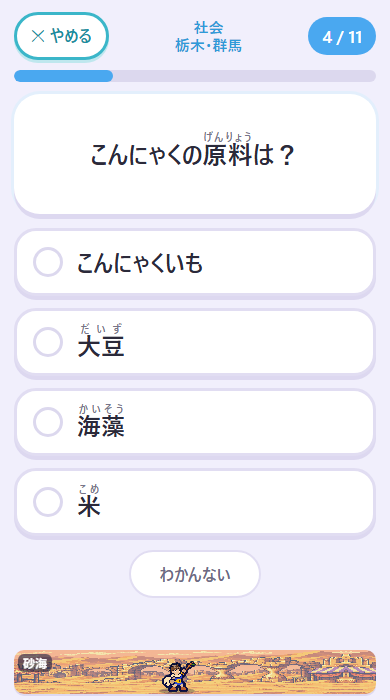 やめる
社会
栃木・群馬
4 / 11
こんにゃくの原料は？
げんりょう
こんにゃくいも
だいず
大豆
かいそう
海藻
こめ
米
わかんない
砂海